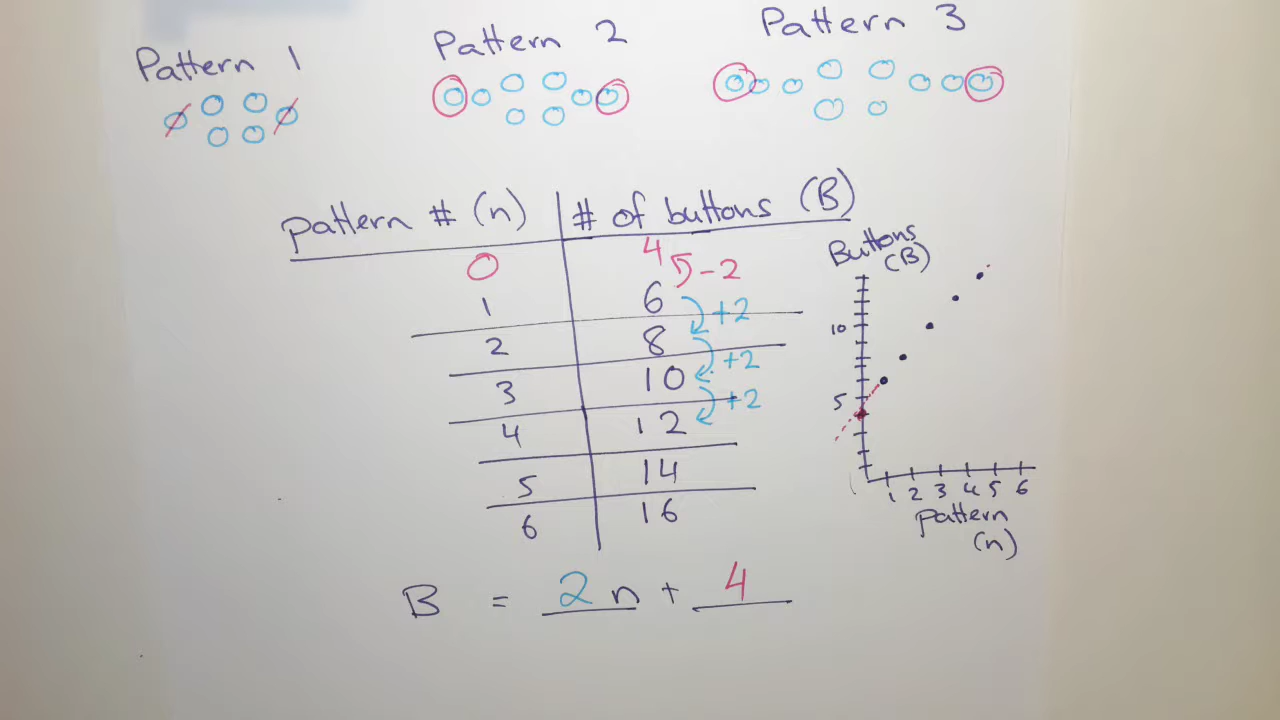 Pattern 1
Pattern 2
Pattern 3
pattern # (n) # of buttons (B)
0 4
-2
1 6
+2
2 8
+2
3 10
+2
4 12
5 14
6 16
Buttons
(B)
10
5
1 2 3 4 5 6
Pattern
(n)
B = 2n + 4